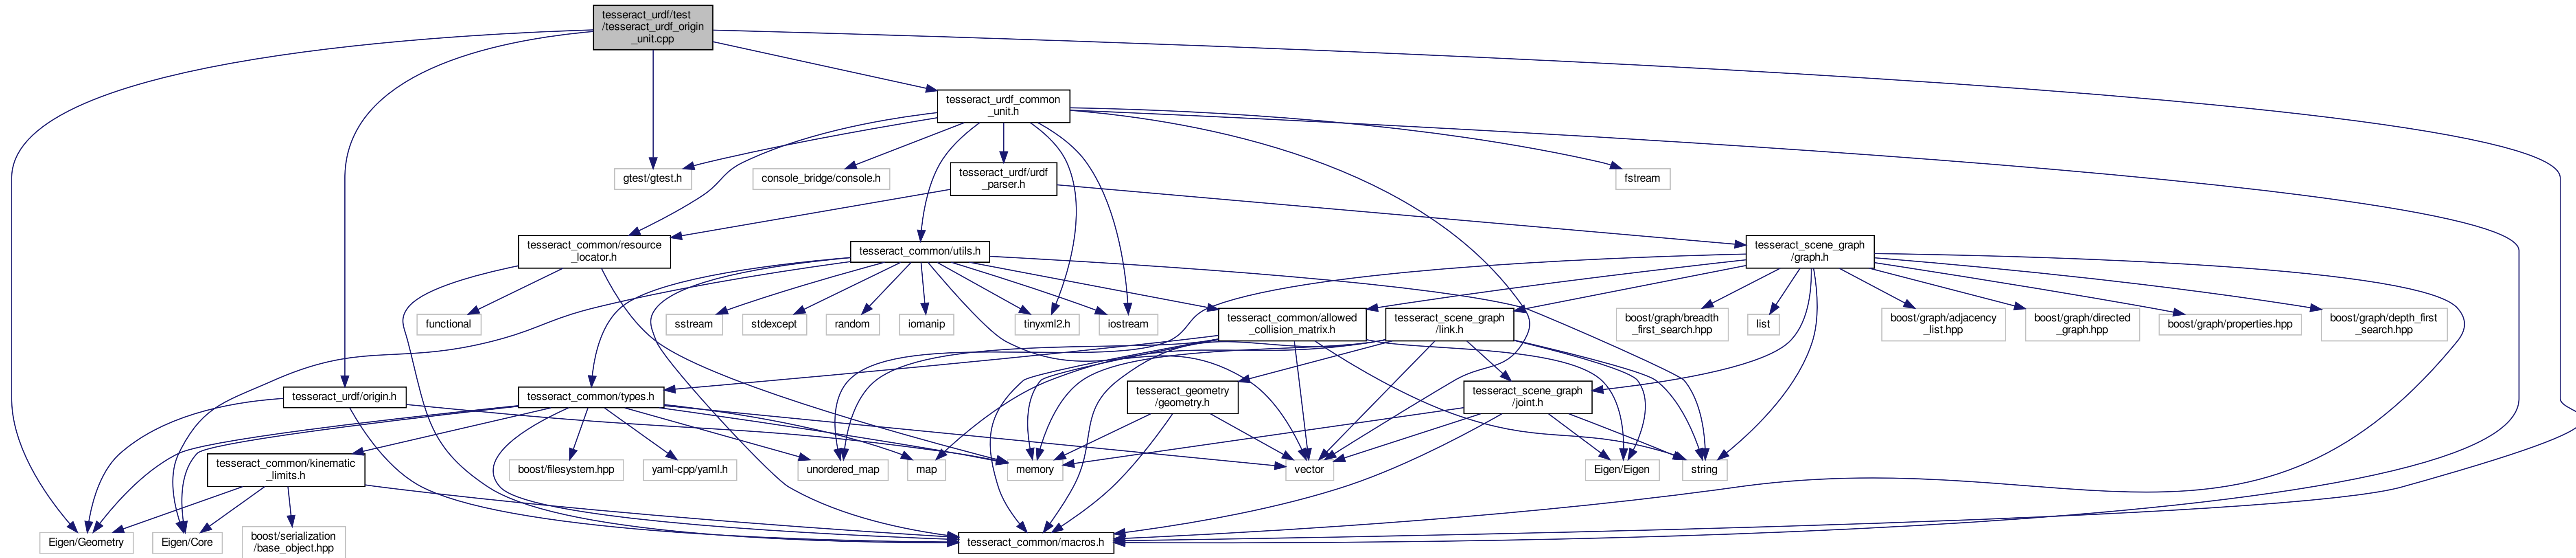 tesseract_urdf/test
/tesseract_urdf_origin
_unit.cpp
tesseract_urdf_common
_unit.h
gtest/gtest.h
console_bridge/console.h
tesseract_urdf/urdf
_parser.h
fstream
tesseract_common/resource
_locator.h
tesseract_common/utils.h
tesseract_scene_graph
/graph.h
functional
sstream
stdexcept
random
iomanip
tinyxml2.h
iostream
tesseract_common/allowed
_collision_matrix.h
tesseract_scene_graph
/link.h
boost/graph/breadth
_first_search.hpp
list
boost/graph/adjacency
_list.hpp
boost/graph/directed
_graph.hpp
boost/graph/properties.hpp
boost/graph/depth_first
_search.hpp
tesseract_urdf/origin.h
tesseract_common/types.h
tesseract_geometry
/geometry.h
tesseract_scene_graph
/joint.h
tesseract_common/kinematic
_limits.h
boost/filesystem.hpp
yaml-cpp/yaml.h
unordered_map
map
memory
vector
Eigen/Eigen
string
Eigen/Geometry
Eigen/Core
boost/serialization
/base_object.hpp
tesseract_common/macros.h